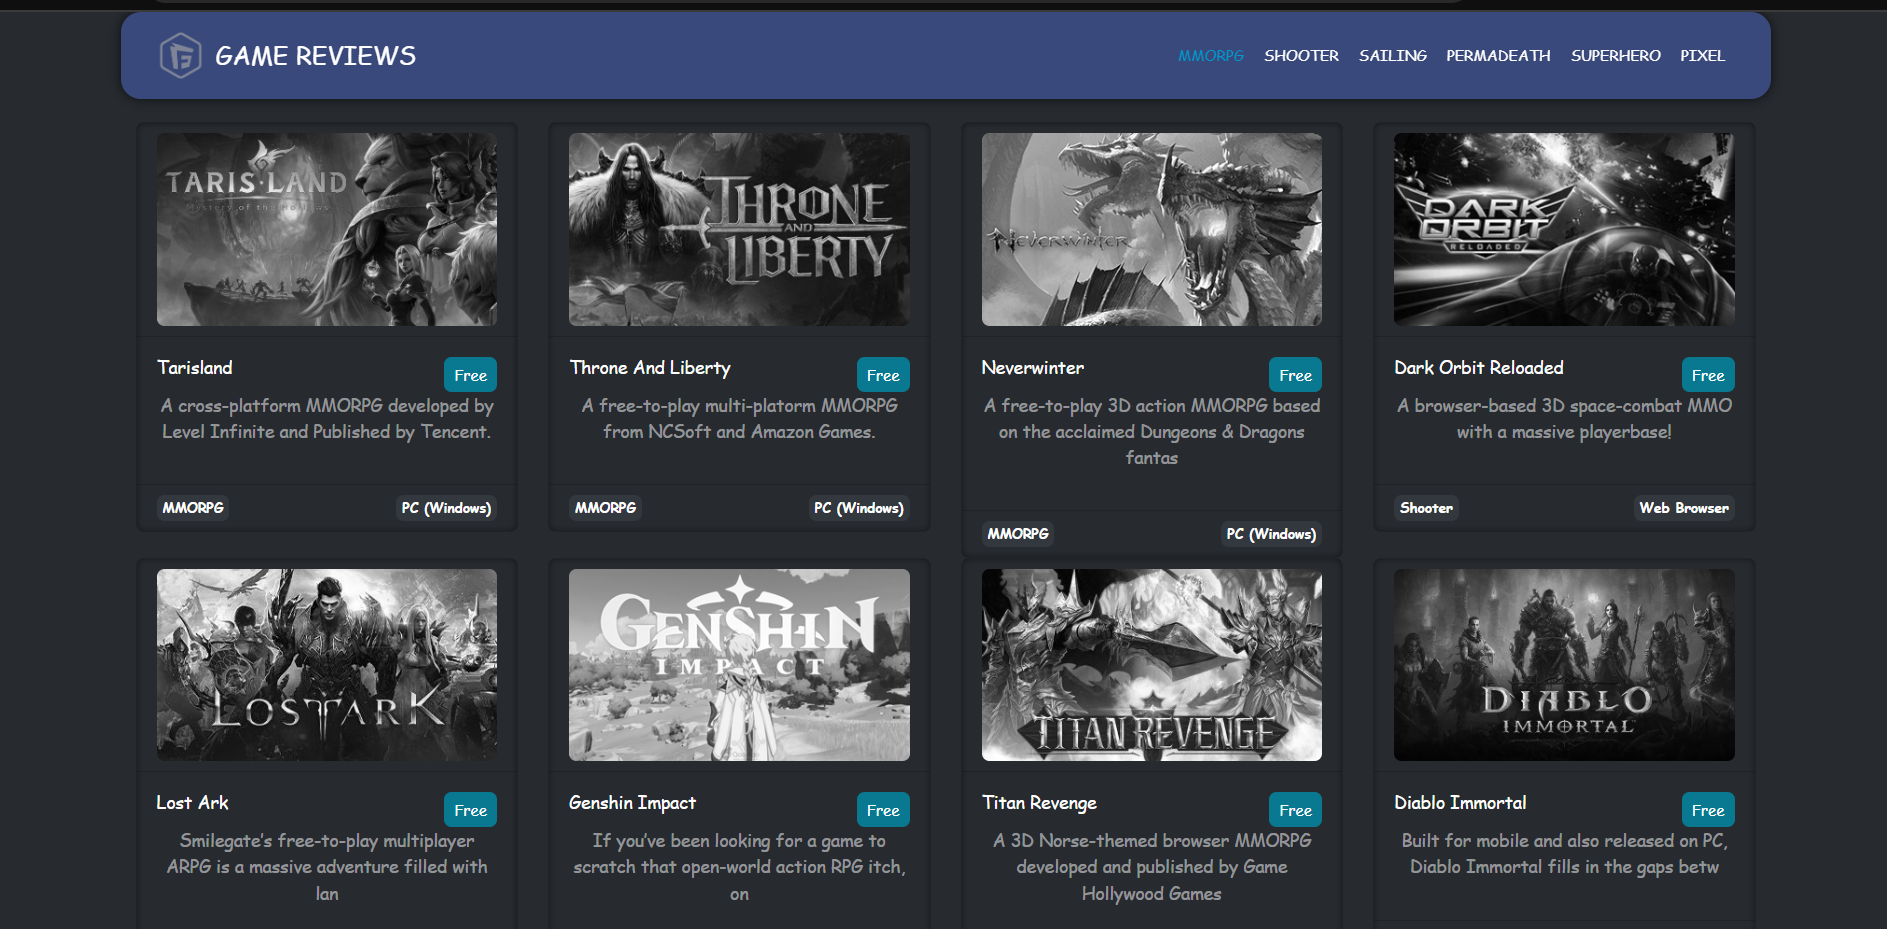 GAME REVIEWS
MMORPG SHOOTER SAILING PERMADEATH SUPERHERO PIXEL
TARIS·LAND
Mystery of the
THRONE
AND
LIBERTY
NEVERWINTER
DARK
ORBIT
RELOADED
Tarisland
Free
A cross-platform MMORPG developed by
Level Infinite and Published by Tencent.
MMORPG
PC (Windows)
Throne And Liberty
Free
A free-to-play multi-platorm MMORPG
from NCSoft and Amazon Games.
MMORPG
PC (Windows)
Neverwinter
Free
A free-to-play 3D action MMORPG based
on the acclaimed Dungeons & Dragons
fantas
MMORPG
PC (Windows)
Dark Orbit Reloaded
Free
A browser-based 3D space-combat MMO
with a massive playerbase!
Shooter
Web Browser
LOST ARK
GENSHIN
IMPACT
TITAN REVENGE
DIABLO
IMMORTAL
Lost Ark
Free
Smilegate’s free-to-play multiplayer
ARPG is a massive adventure filled with
lan
Genshin Impact
Free
If you’ve been looking for a game to
scratch that open-world action RPG itch,
on
Titan Revenge
Free
A 3D Norse-themed browser MMORPG
developed and published by Game
Hollywood Games
Diablo Immortal
Free
Built for mobile and also released on PC,
Diablo Immortal fills in the gaps betw